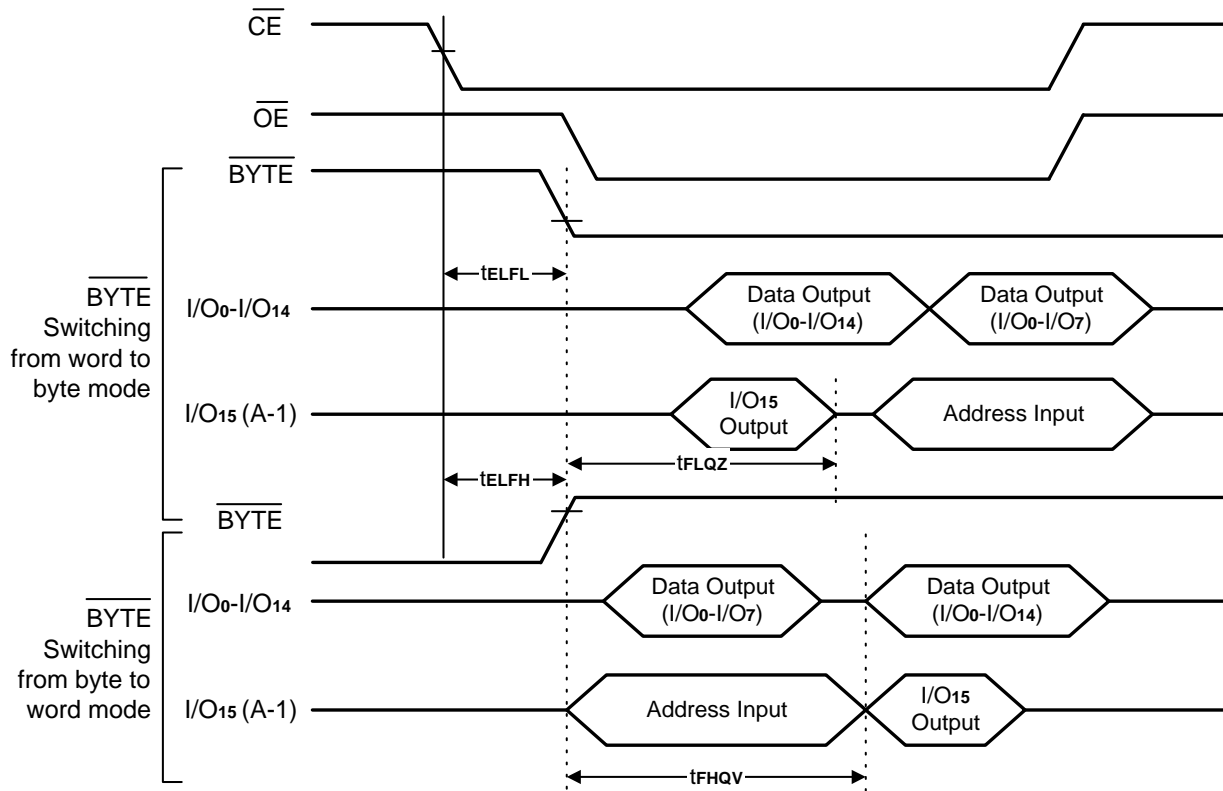 CE
OE
BYTE
BYTE
Switching
from word to
byte mode
tELFL
I/O0-I/O14
Data Output
(I/O0-I/O14)
Data Output
(I/O0-I/O7)
I/O15 (A-1)
I/O15
Output
Address Input
tELFH
tFLQZ
BYTE
BYTE
Switching
from byte to
word mode
I/O0-I/O14
Data Output
(I/O0-I/O7)
Data Output
(I/O0-I/O14)
I/O15 (A-1)
Address Input
I/O15
Output
tFHQV